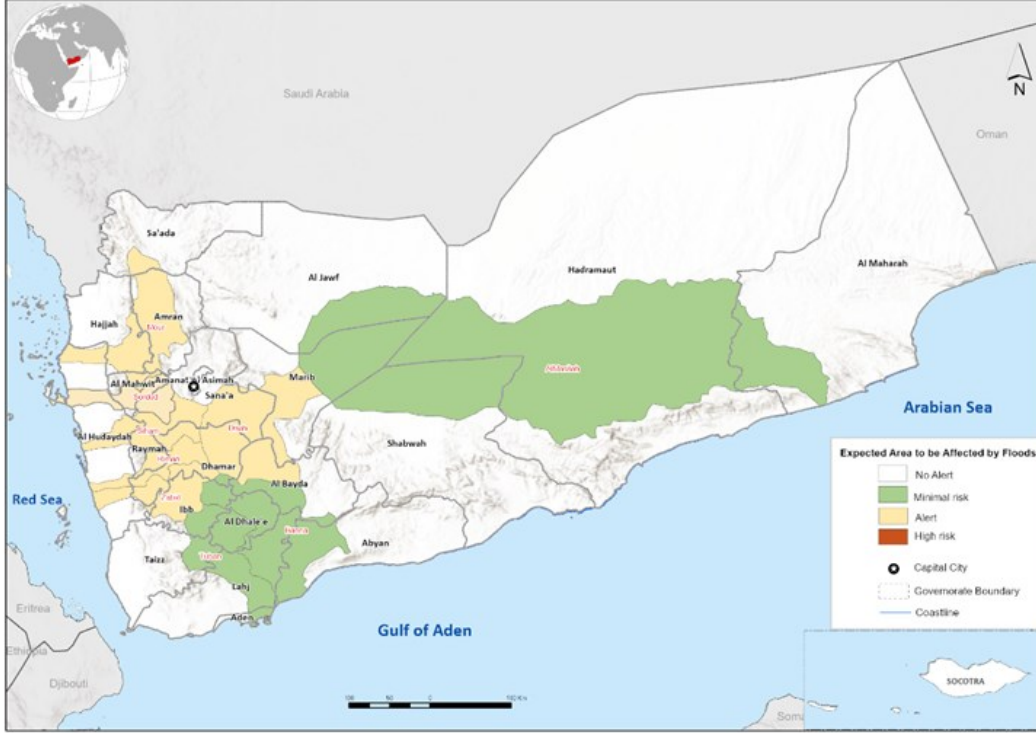 Saudi Arabia
Oman
N
Sa'ada
Al Jawf
Hadramaut
Al Maharah
Hajjah
Amran
Mour
Marib
Al Mahwit
Amanat al Asimah
Sana'a
Shabwah
Arabian Sea
Al Hudaydah
Raymah
Dhamar
Al Bayda
Red Sea
Ibb
Al Dhale'e
Abyan
Taizz
Tuban
Lahj
Aden
Gulf of Aden
Eritrea
Ethiopia
Djibouti
Expected Area to be Affected by Floods
No Alert
Minimal risk
Alert
High risk
Capital City
Governorate Boundary
Coastline
SOCOTRA